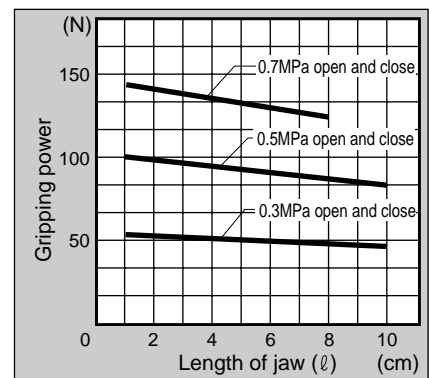 (N)
150
0.7MPa open and close
0.5MPa open and close
100
Gripping power
0.3MPa open and close
50
0 2 4 6 8 10
Length of jaw (ℓ) (cm)